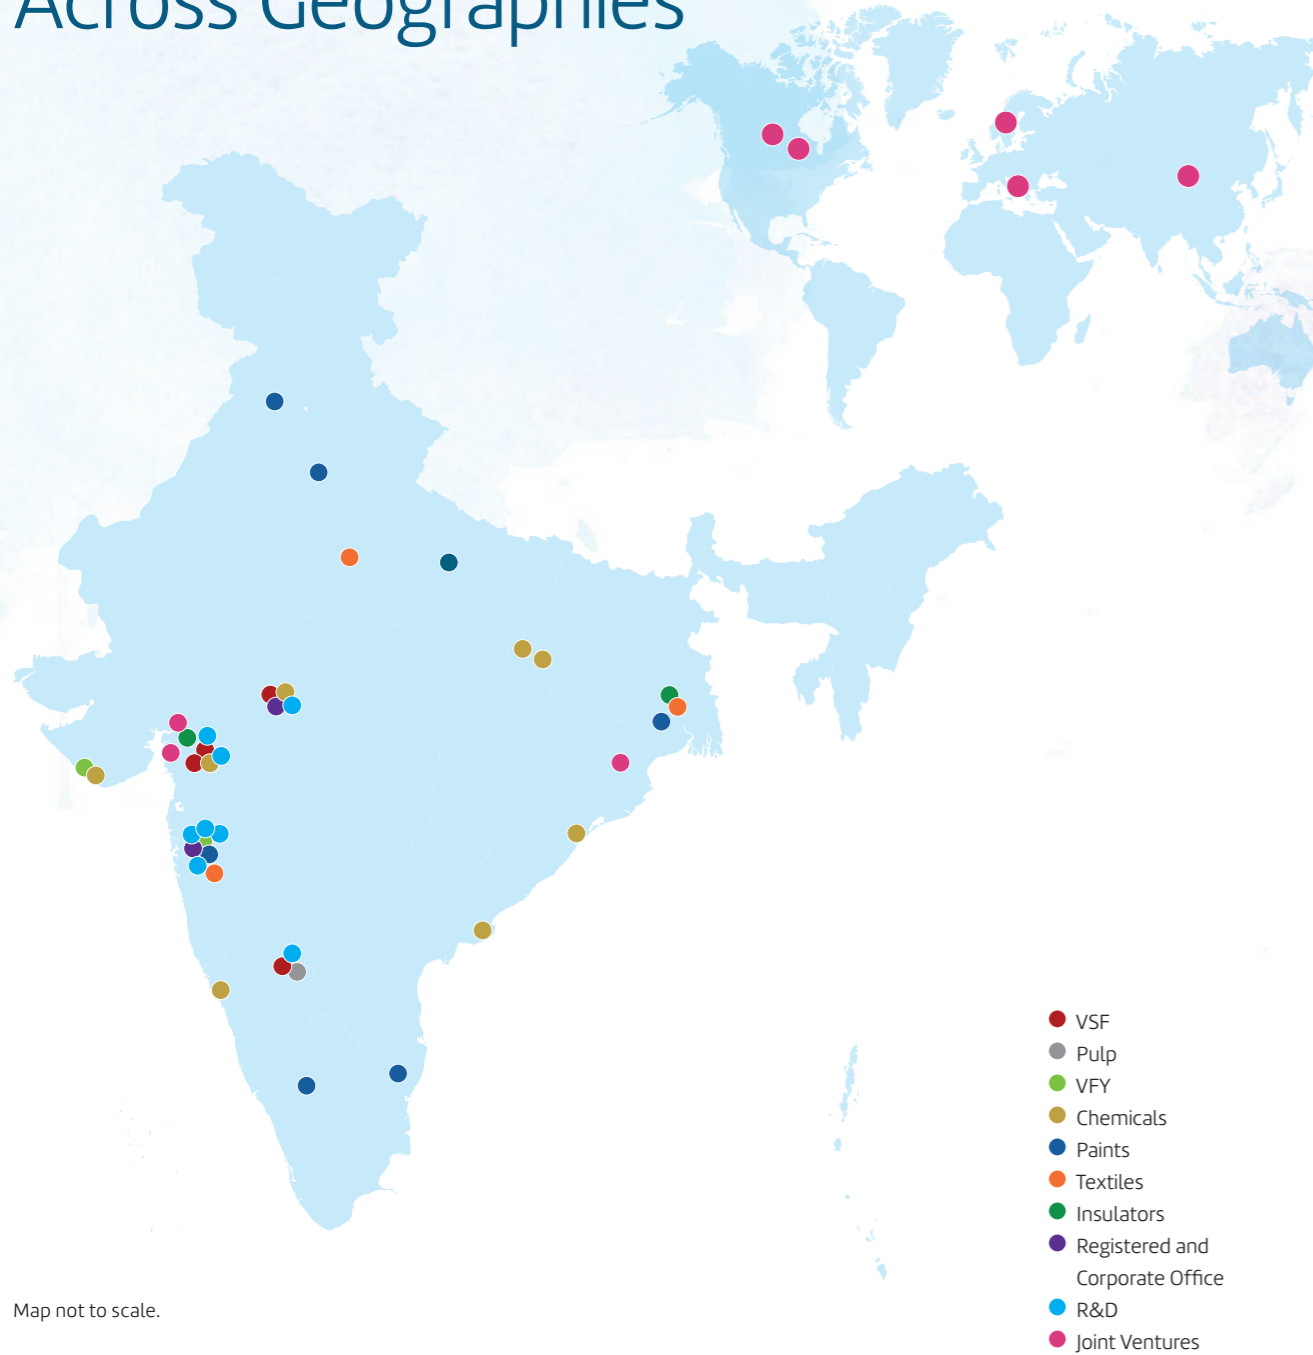 Across Geographies
VSF
Pulp
VFY
Chemicals
Paints
Textiles
Insulators
Registered and
Corporate Office
R&D
Joint Ventures
Map not to scale.